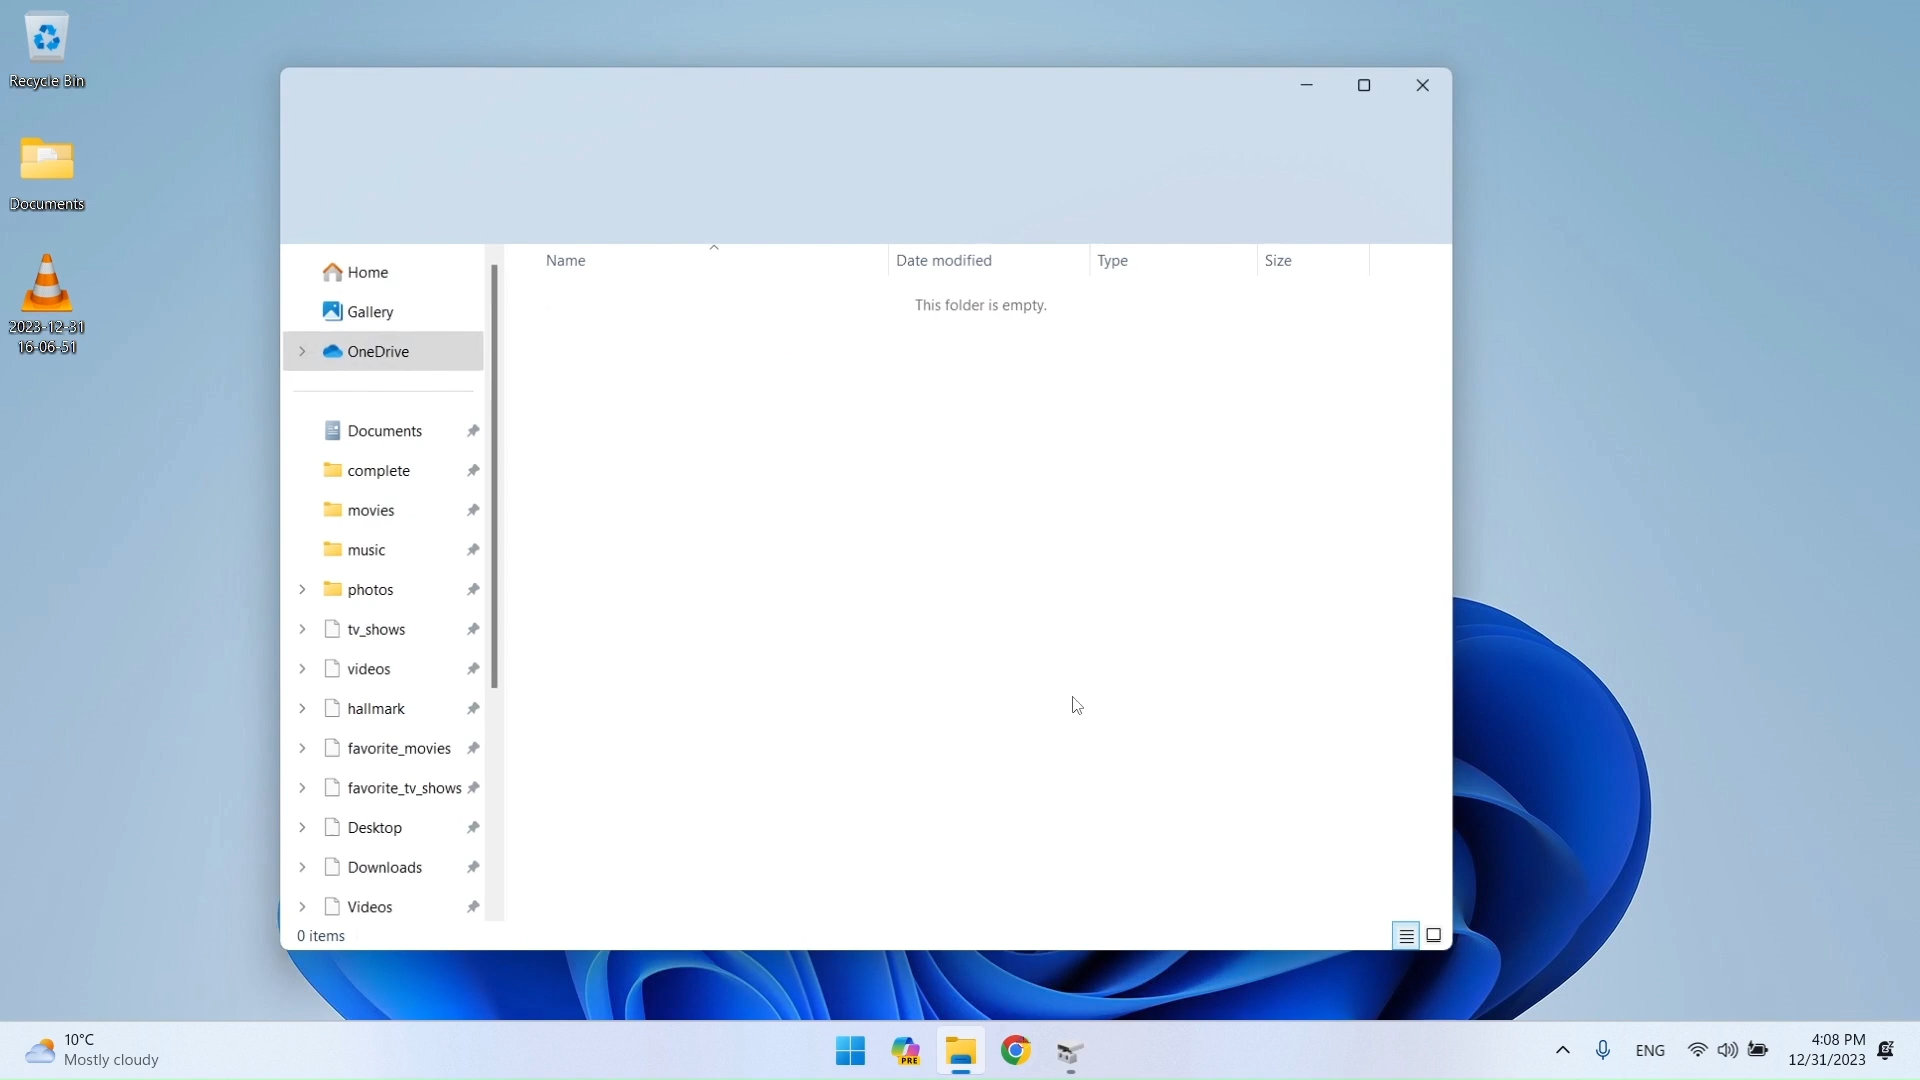 Recycle Bin
Documents
2023-12-31
16-06-51
Name
Date modified
Type
Size
This folder is empty.
Home
Gallery
OneDrive
Documents
complete
movies
music
photos
tv_shows
videos
hallmark
favorite_movies
favorite_tv_shows
Desktop
Downloads
Videos
0 items
10°C
Mostly cloudy
PRE
ENG
4:08 PM
12/31/2023